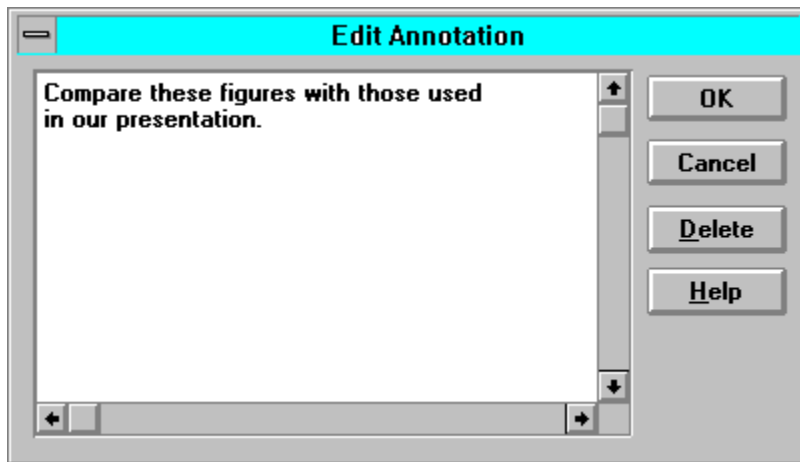 Edit Annotation
Compare these figures with those used
in our presentation.
OK
Cancel
Delete
Help